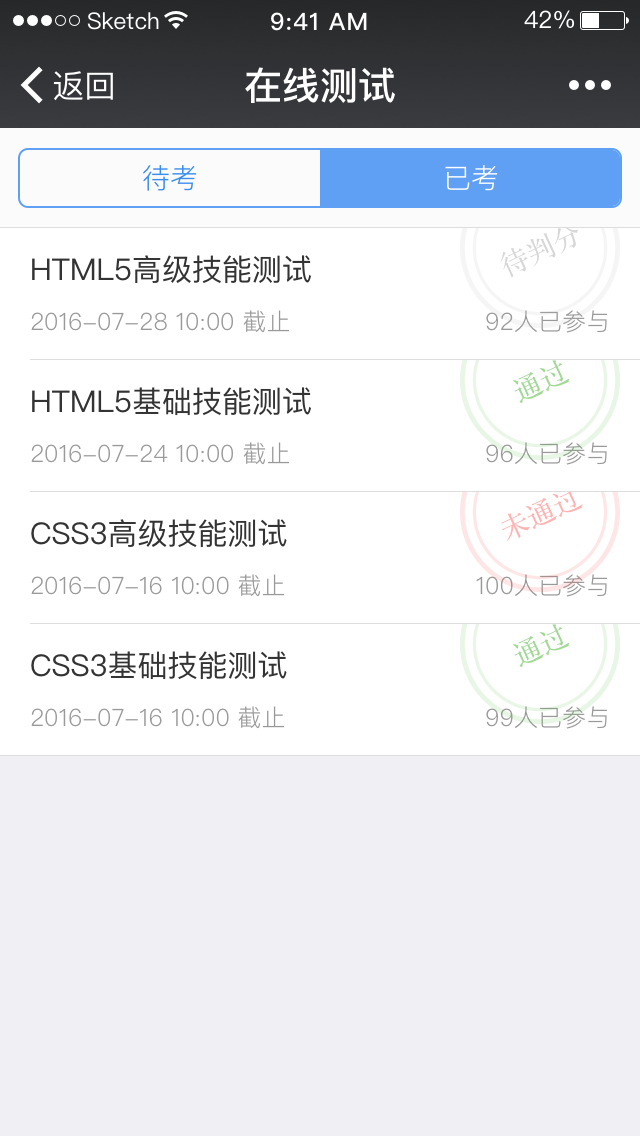 Sketch 9:41 AM 42%
返回 在线测试
待考 已考
待判分
HTML5高级技能测试
2016-07-28 10:00 截止 92人已参与
通过
HTML5基础技能测试
2016-07-24 10:00 截止 96人已参与
未通过
CSS3高级技能测试
2016-07-16 10:00 截止 100人已参与
通过
CSS3基础技能测试
2016-07-16 10:00 截止 99人已参与